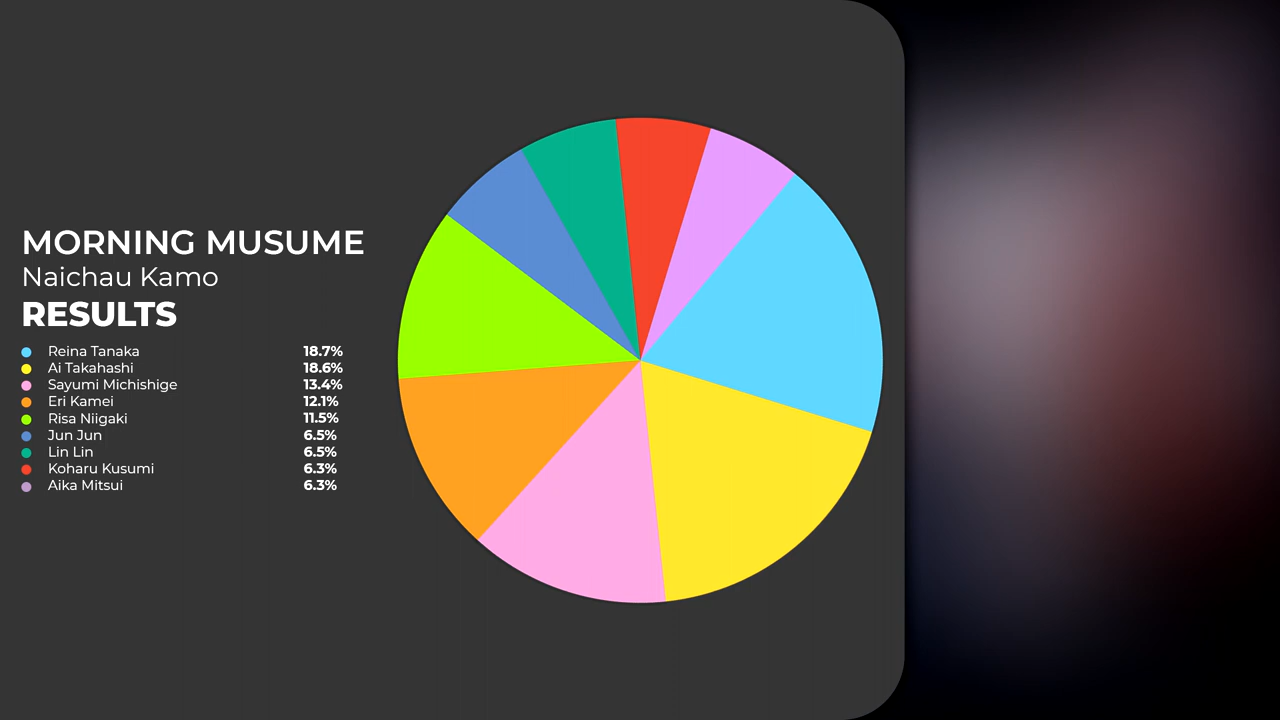 MORNING MUSUME
Naichau Kamo
RESULTS
Reina Tanaka 18.7%
Ai Takahashi 18.6%
Sayumi Michishige 13.4%
Eri Kamei 12.1%
Risa Niigaki 11.5%
Jun Jun 6.5%
Lin Lin 6.5%
Koharu Kusumi 6.3%
Aika Mitsui 6.3%